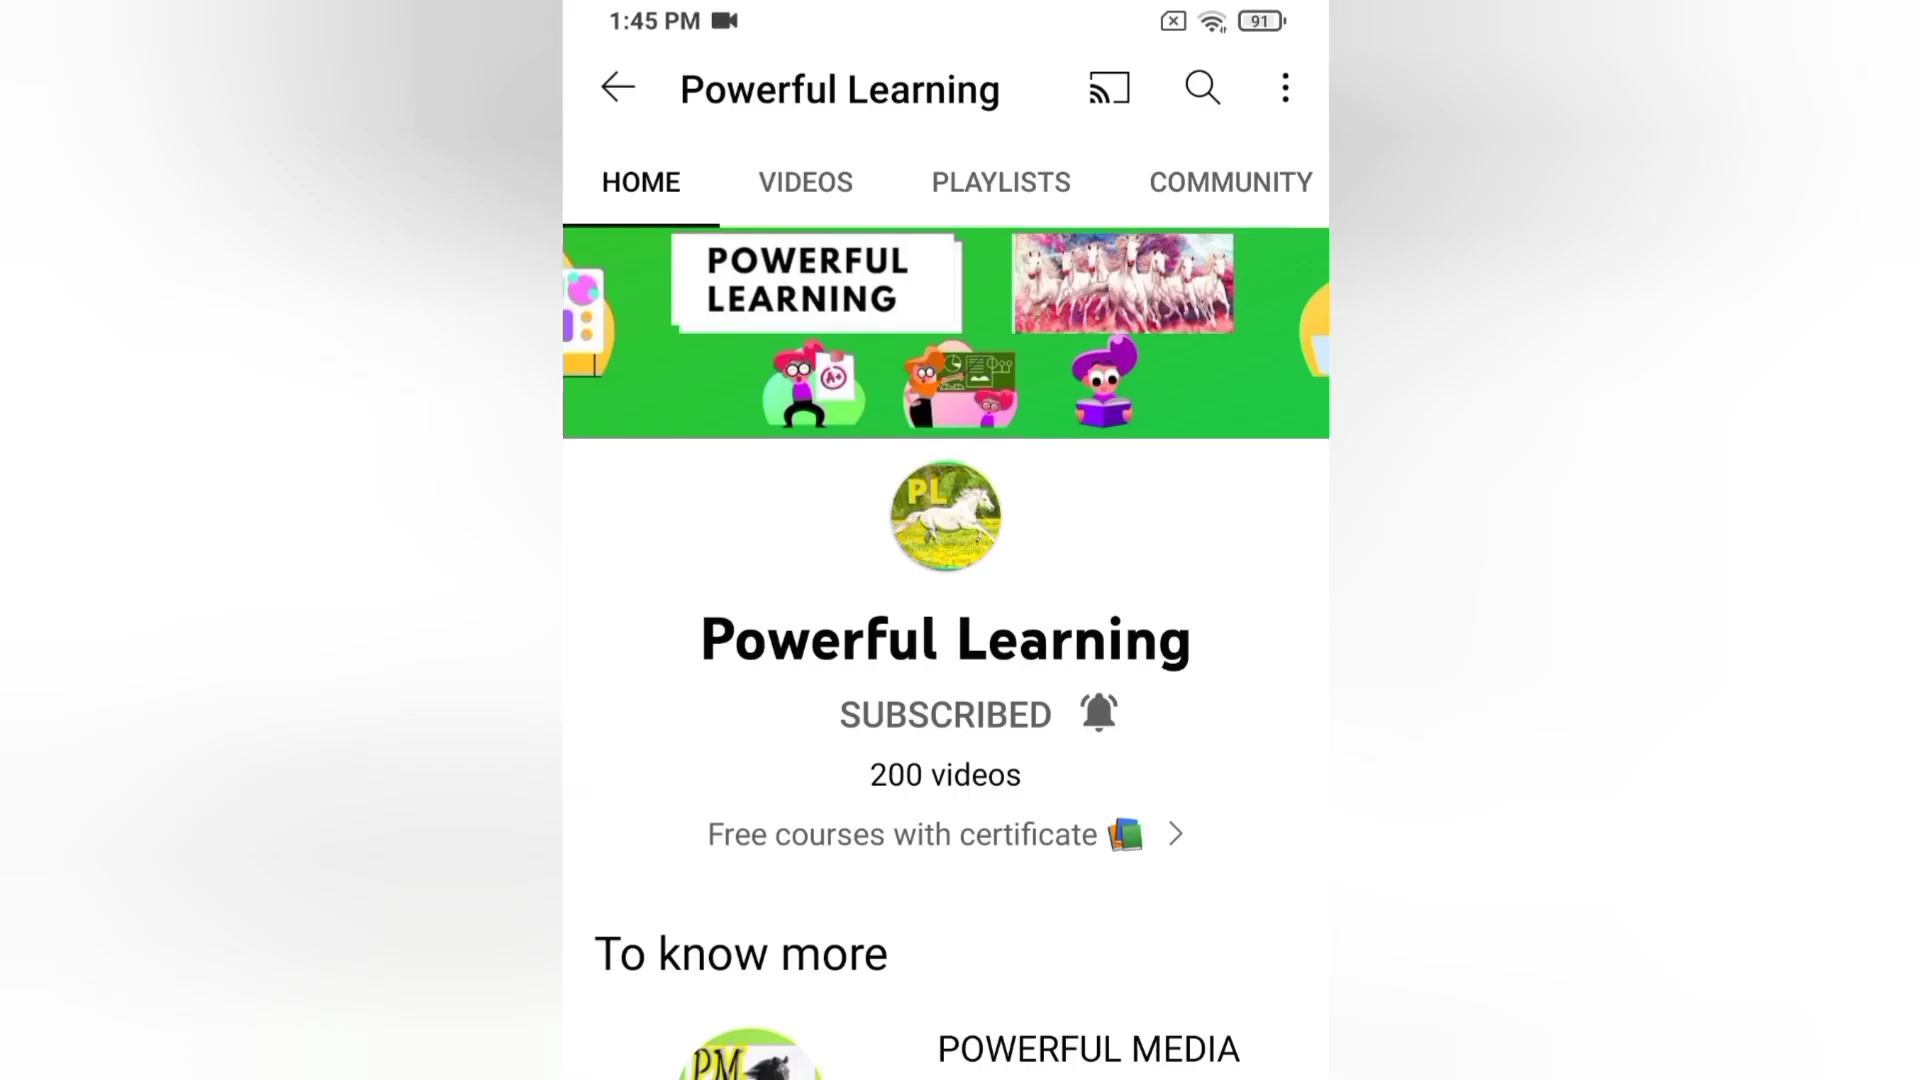 1:45 PM
91
Powerful Learning
HOME
VIDEOS
PLAYLISTS
COMMUNITY
POWERFUL
LEARNING
A+
PL
Powerful Learning
SUBSCRIBED
200 videos
Free courses with certificate
To know more
PM
POWERFUL MEDIA